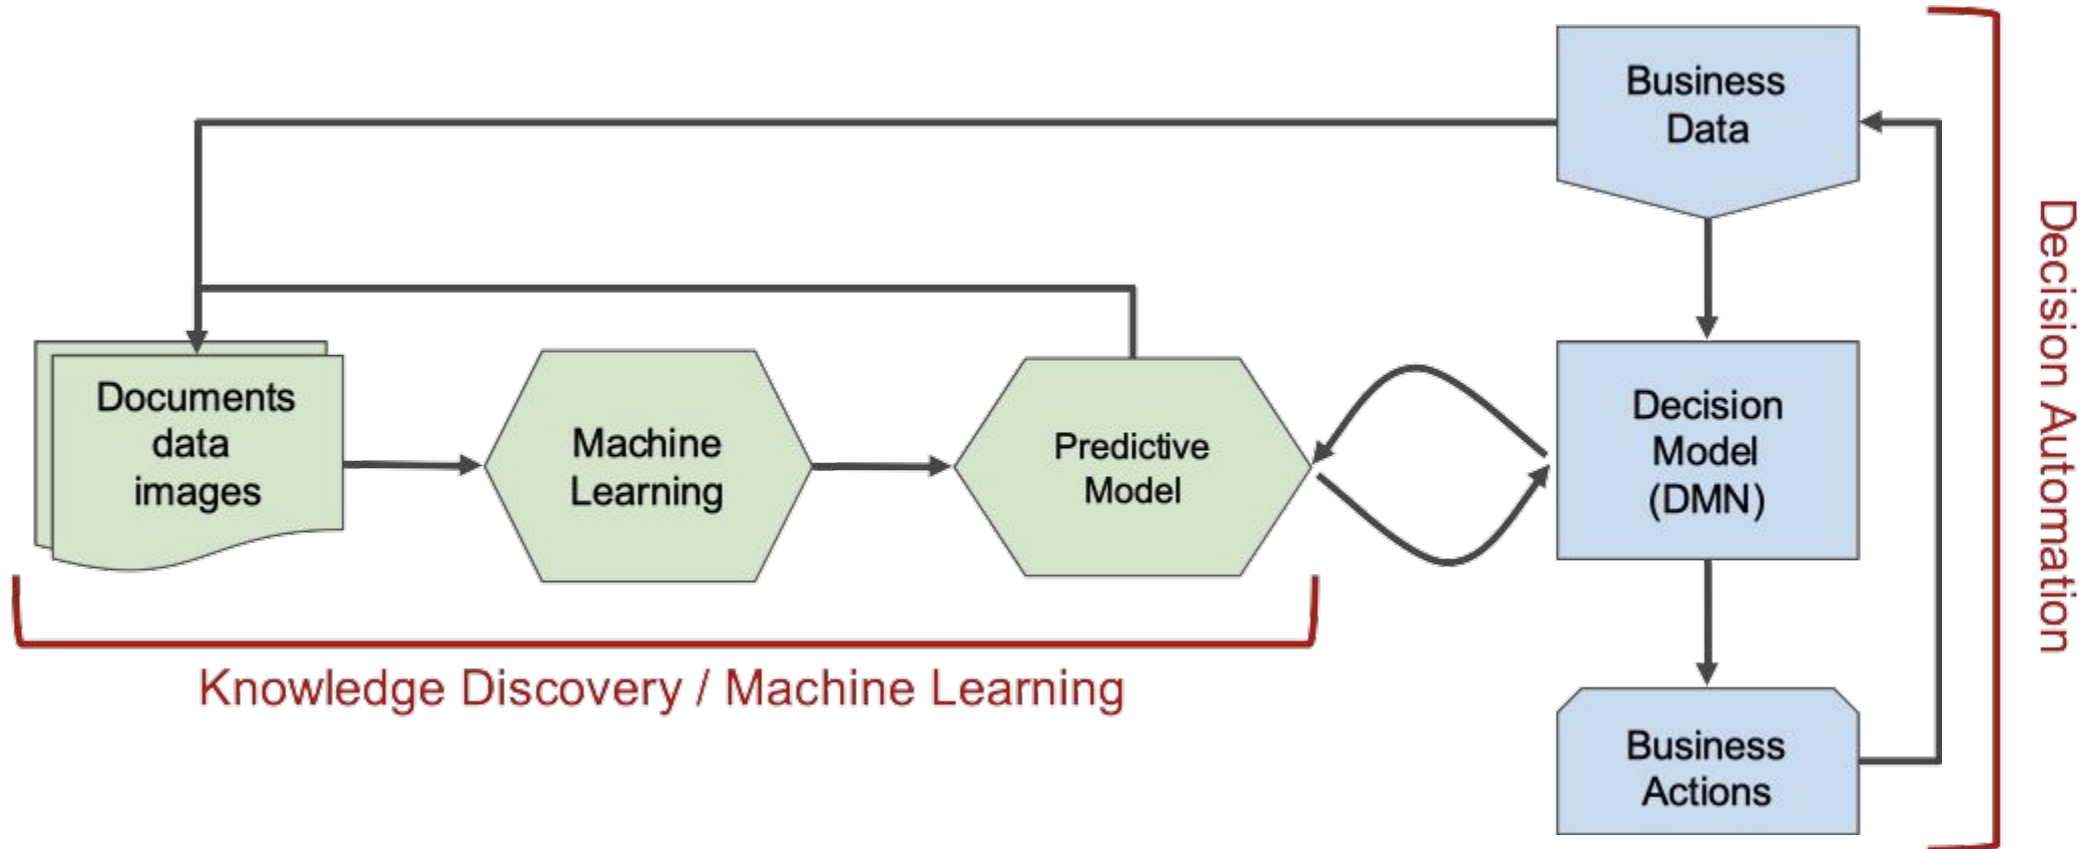 Business
Data
Documents
data
images
Machine
Learning
Predictive
Model
Decision
Model
(DMN)
Business
Actions
Knowledge Discovery / Machine Learning
Decision Automation